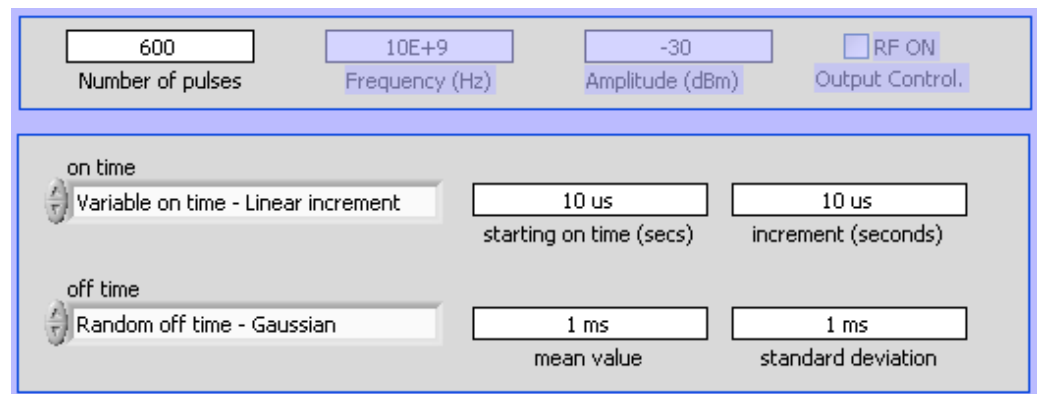 600 10E+9 -30 RF ON
Number of pulses Frequency (Hz) Amplitude (dBm) Output Control.
on time
Variable on time - Linear increment 10 us 10 us
starting on time (secs) increment (seconds)
off time
Random off time - Gaussian 1 ms 1 ms
mean value standard deviation